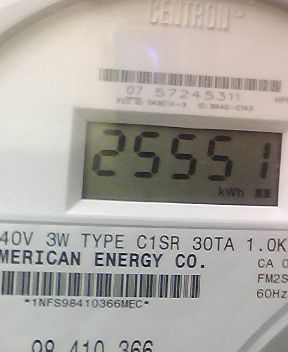 CENTRON
07 57245311
25551
kWh
40V 3W TYPE C1SR 30TA 1.0K
MERICAN ENERGY CO.
CA 0
FM2S
60Hz
*1NFS98410366MEC*
98 410 366